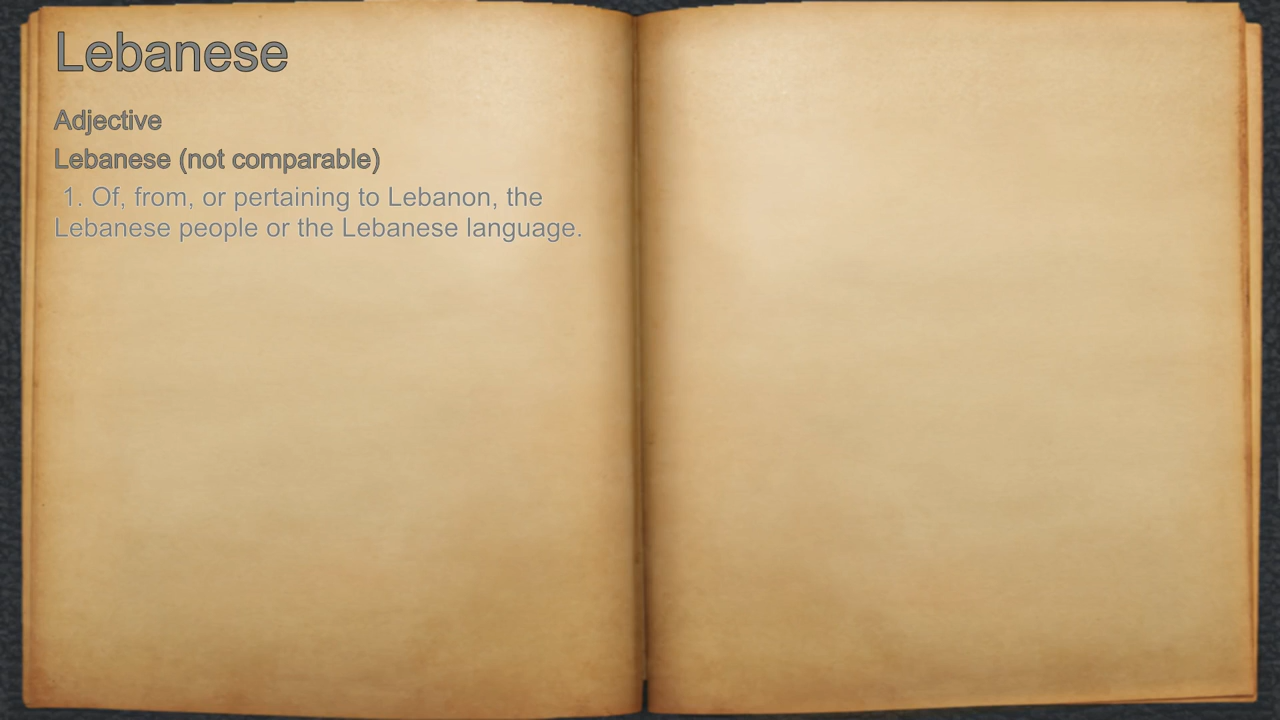 Lebanese
Adjective
Lebanese (not comparable)
1. Of, from, or pertaining to Lebanon, the
Lebanese people or the Lebanese language.